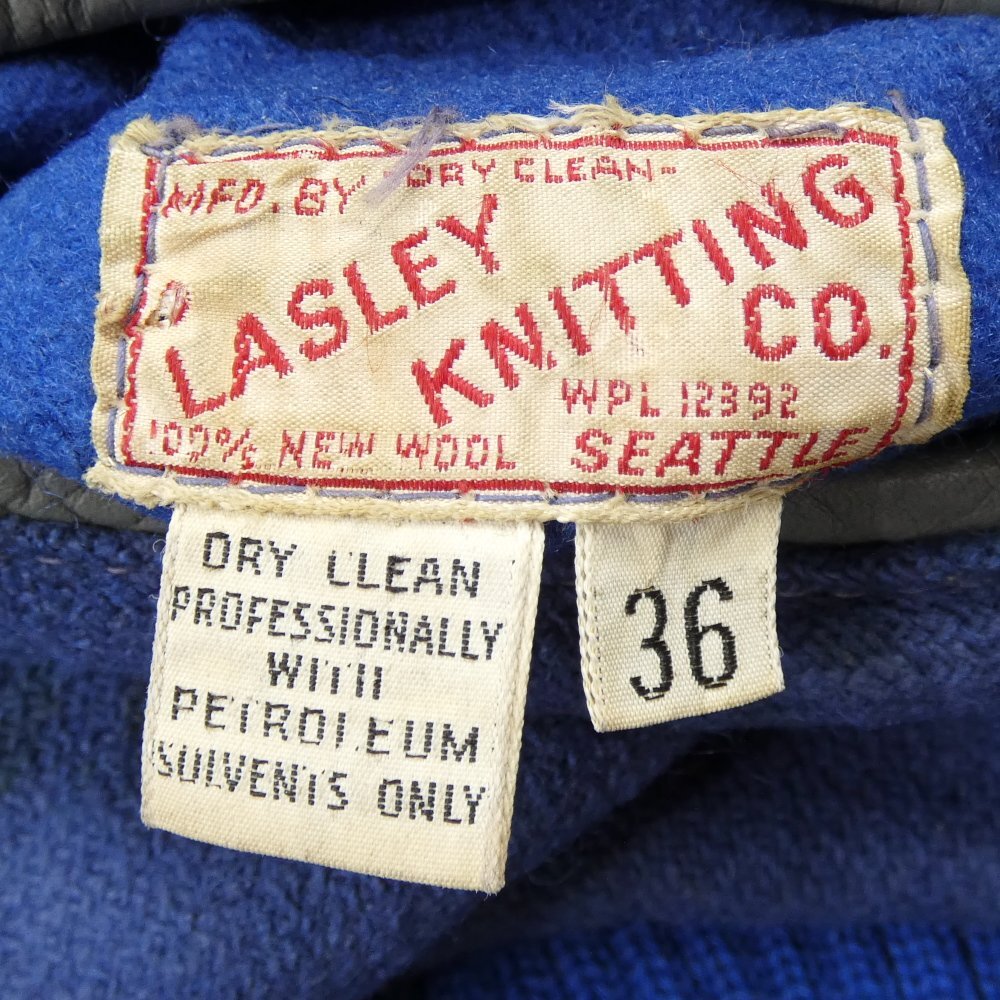 MFD. BY DRY CLEAN-
LASLEY
KNITTING
CO.
WPL 12392
100% NEW WOOL SEATTLE
DRY CLEAN
PROFESSIONALLY
WITH
PETROLEUM
SOLVENTS ONLY
36